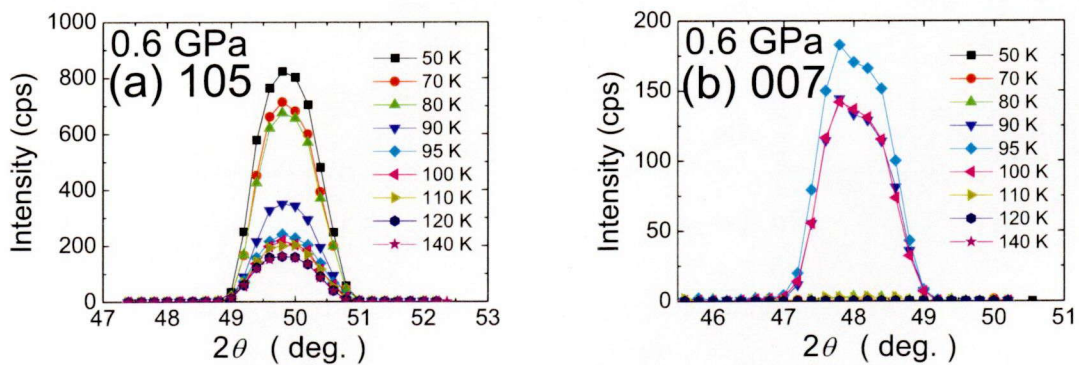 0.6 GPa
(a) 105
50 K
70 K
80 K
90 K
95 K
100 K
110 K
120 K
140 K
Intensity (cps)
1000
800
600
400
200
0
47 48 49 50 51 52 53
2θ ( deg. )
0.6 GPa
(b) 007
50 K
70 K
80 K
90 K
95 K
100 K
110 K
120 K
140 K
Intensity (cps)
200
150
100
50
0
46 47 48 49 50 51
2θ ( deg. )